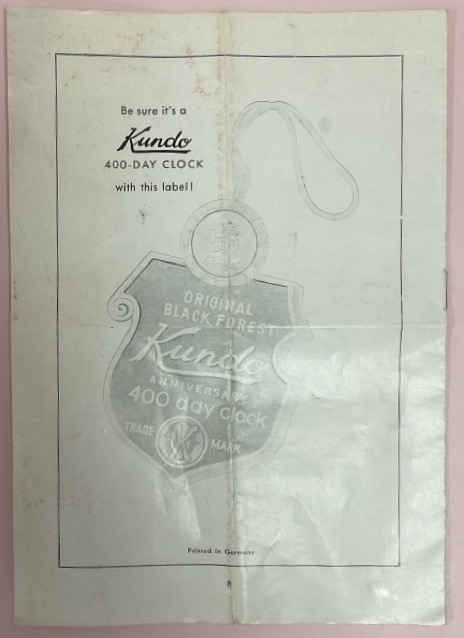 Be sure it's a
Kundo
400-DAY CLOCK
with this label!
ORIGINAL
BLACK FOREST
Kundo
ANNIVERSARY
400 day clock
TRADE MARK
Printed in Germany
8